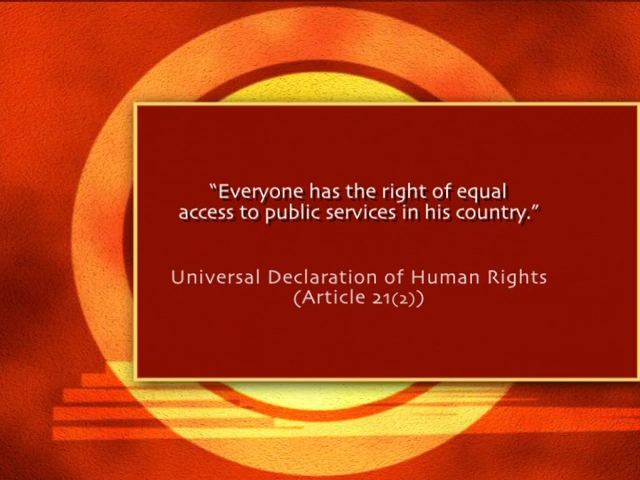 “Everyone has the right of equal
access to public services in his country.”
Universal Declaration of Human Rights
(Article 21(2))